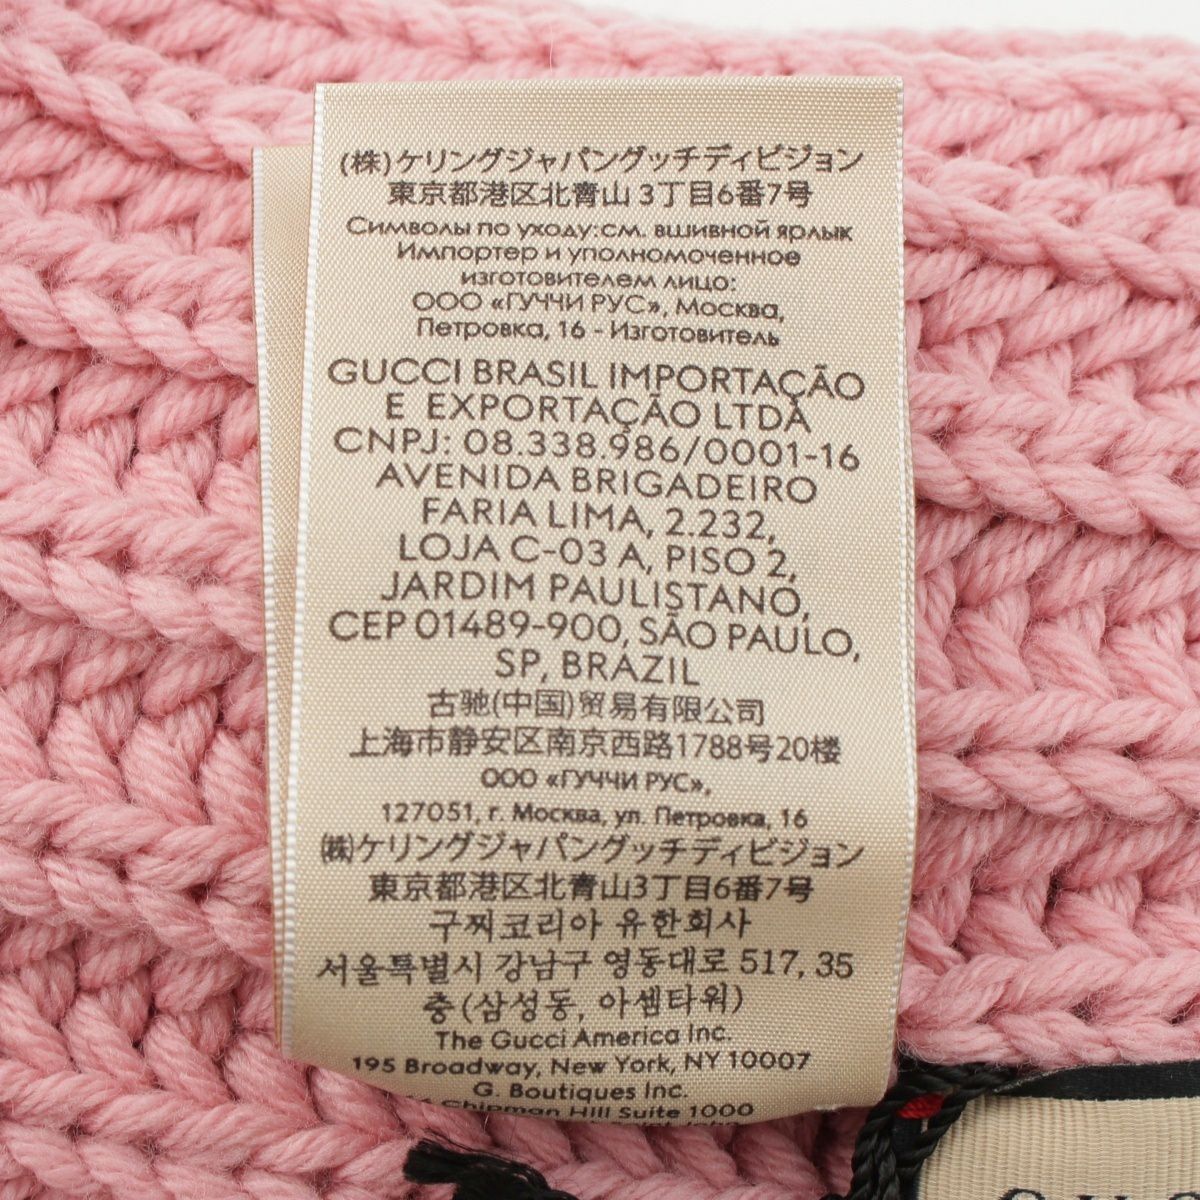 (株)ケリングジャパングッチディビジョン
東京都港区北青山3丁目6番7号
Символы по уходу:см. вшивной ярлык
Импортер и уполномоченное
изготовителем лицо:
ООО «ГУЧЧИ РУС», Москва,
Петровка, 16 - Изготовитель
GUCCI BRASIL IMPORTAÇÃO
E EXPORTAÇÃO LTDA
CNPJ: 08.338.986/0001-16
AVENIDA BRIGADEIRO
FARIA LIMA, 2.232,
LOJA C-03 A, PISO 2,
JARDIM PAULISTANO,
CEP 01489-900, SÃO PAULO,
SP, BRAZIL
古驰(中国)贸易有限公司
上海市静安区南京西路1788号20楼
ООО «ГУЧЧИ РУС»,
127051, г. Москва, ул. Петровка, 16
㈱ケリングジャパングッチディビジョン
東京都港区北青山3丁目6番7号
구찌코리아 유한회사
서울특별시 강남구 영동대로 517, 35
층(삼성동, 아셈타워)
The Gucci America Inc.
195 Broadway, New York, NY 10007
G. Boutiques Inc.
Chipman Hill Suite 1000